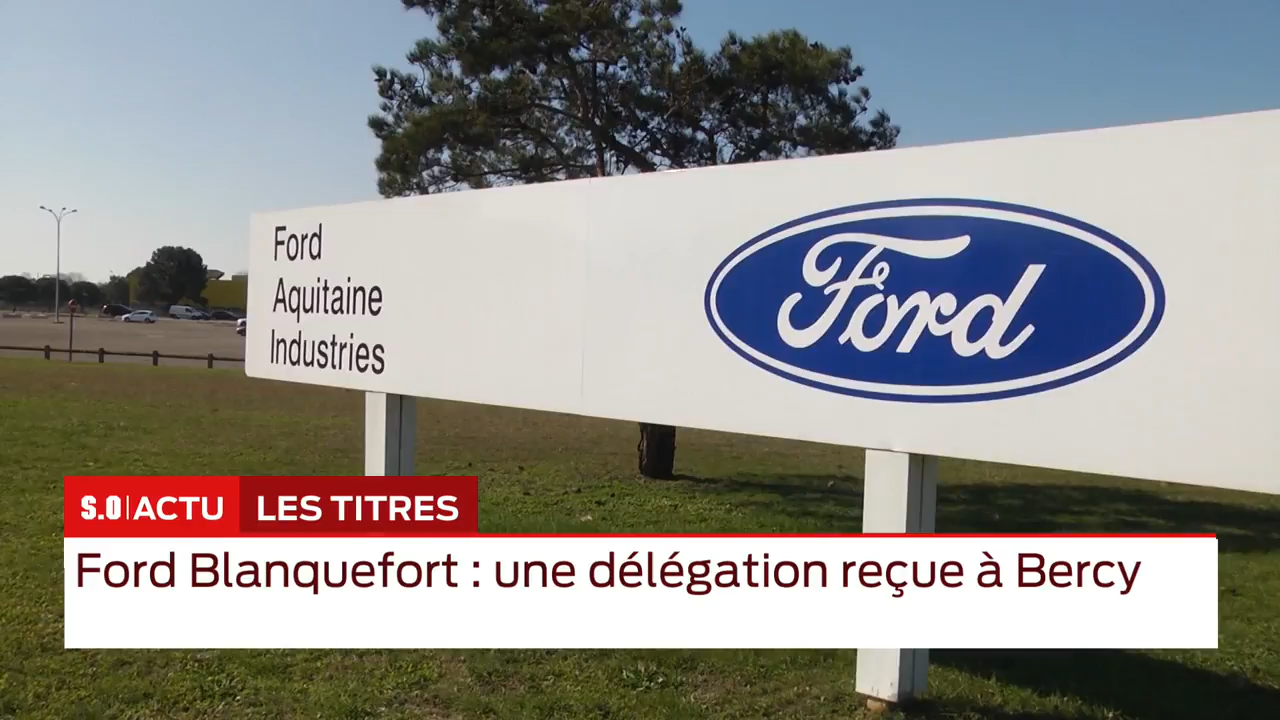 Ford
Aquitaine
Industries
Ford
S.O ACTU LES TITRES
Ford Blanquefort : une délégation reçue à Bercy